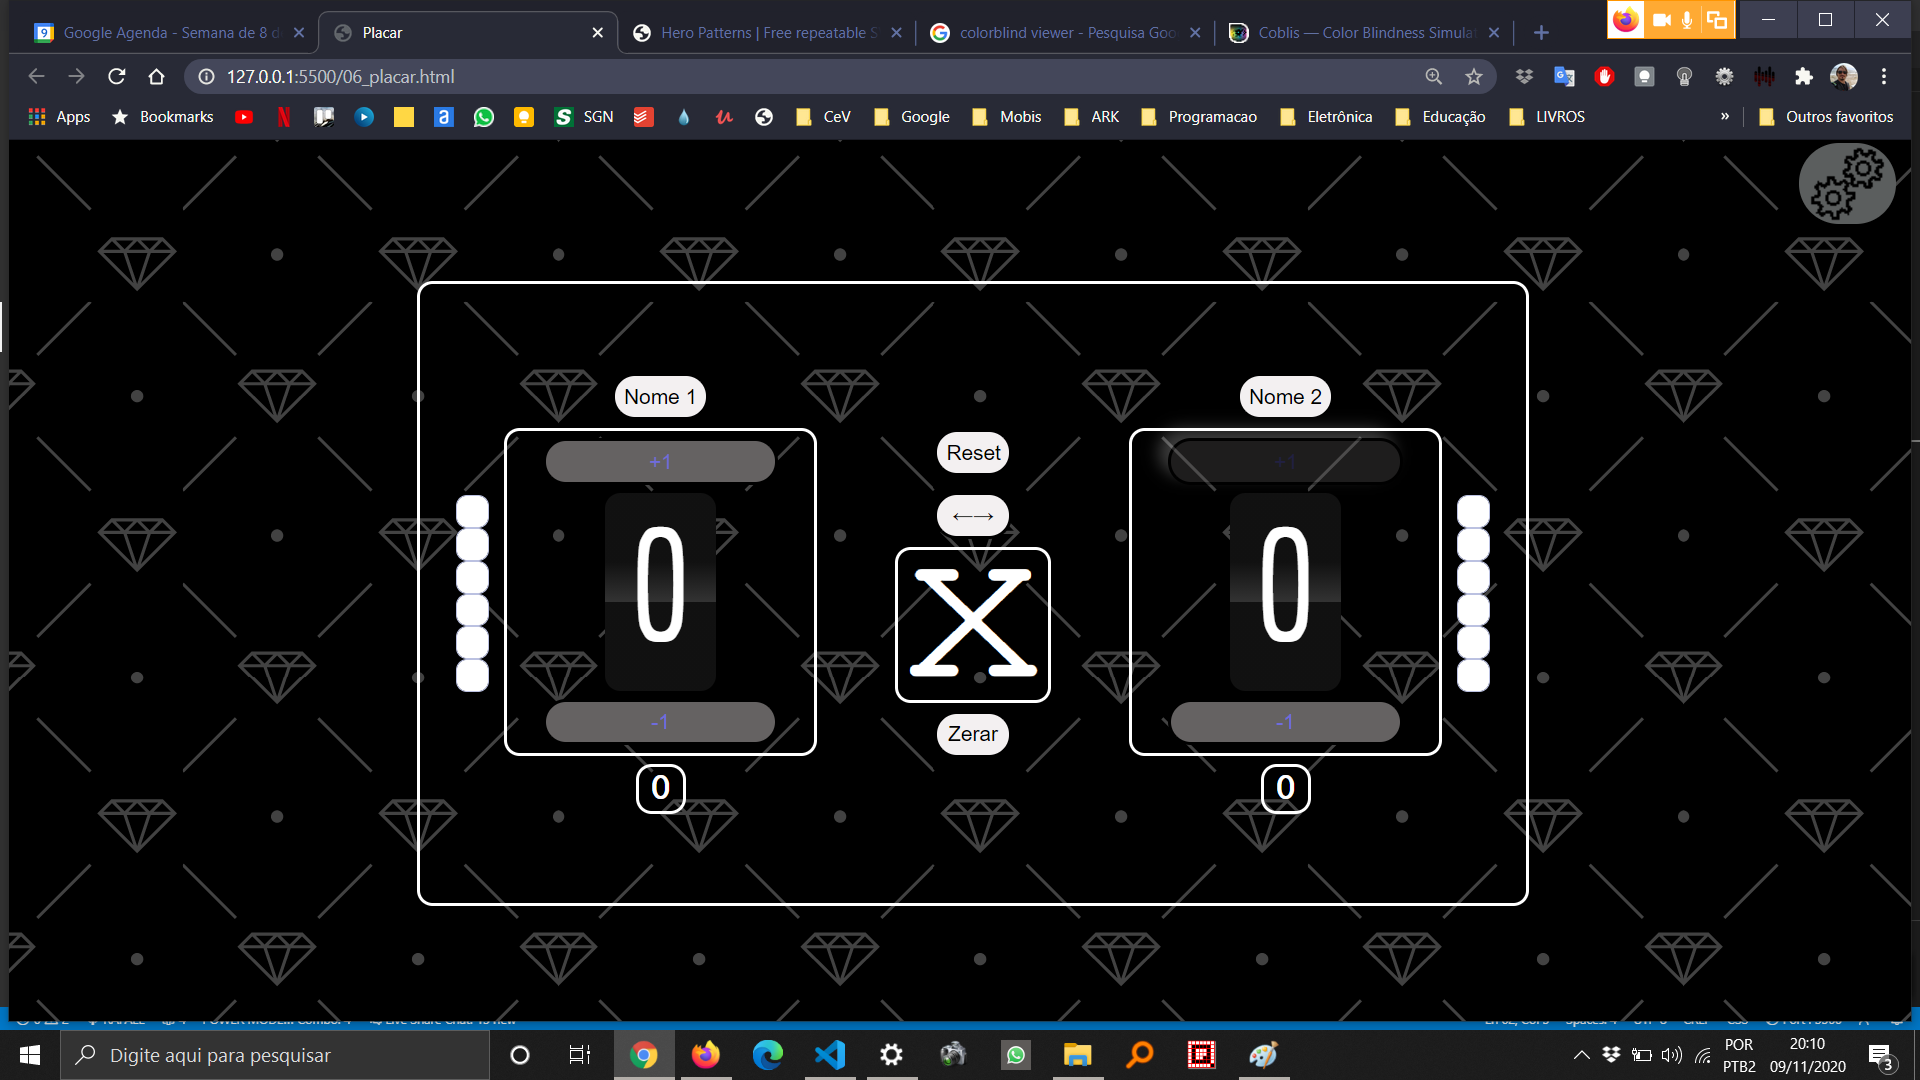 Google Agenda - Semana de 8 d
Placar
Hero Patterns | Free repeatable S
colorblind viewer - Pesquisa Goo
Coblis — Color Blindness Simulat
127.0.0.1:5500/06_placar.html
Apps
Bookmarks
SGN
CeV
Google
Mobis
ARK
Programacao
Eletrônica
Educação
LIVROS
»
Outros favoritos
Nome 1
Nome 2
+1
Reset
+1
←→
0
X
0
-1
Zerar
-1
0
0
Digite aqui para pesquisar
POR
PTB2
20:10
09/11/2020
3